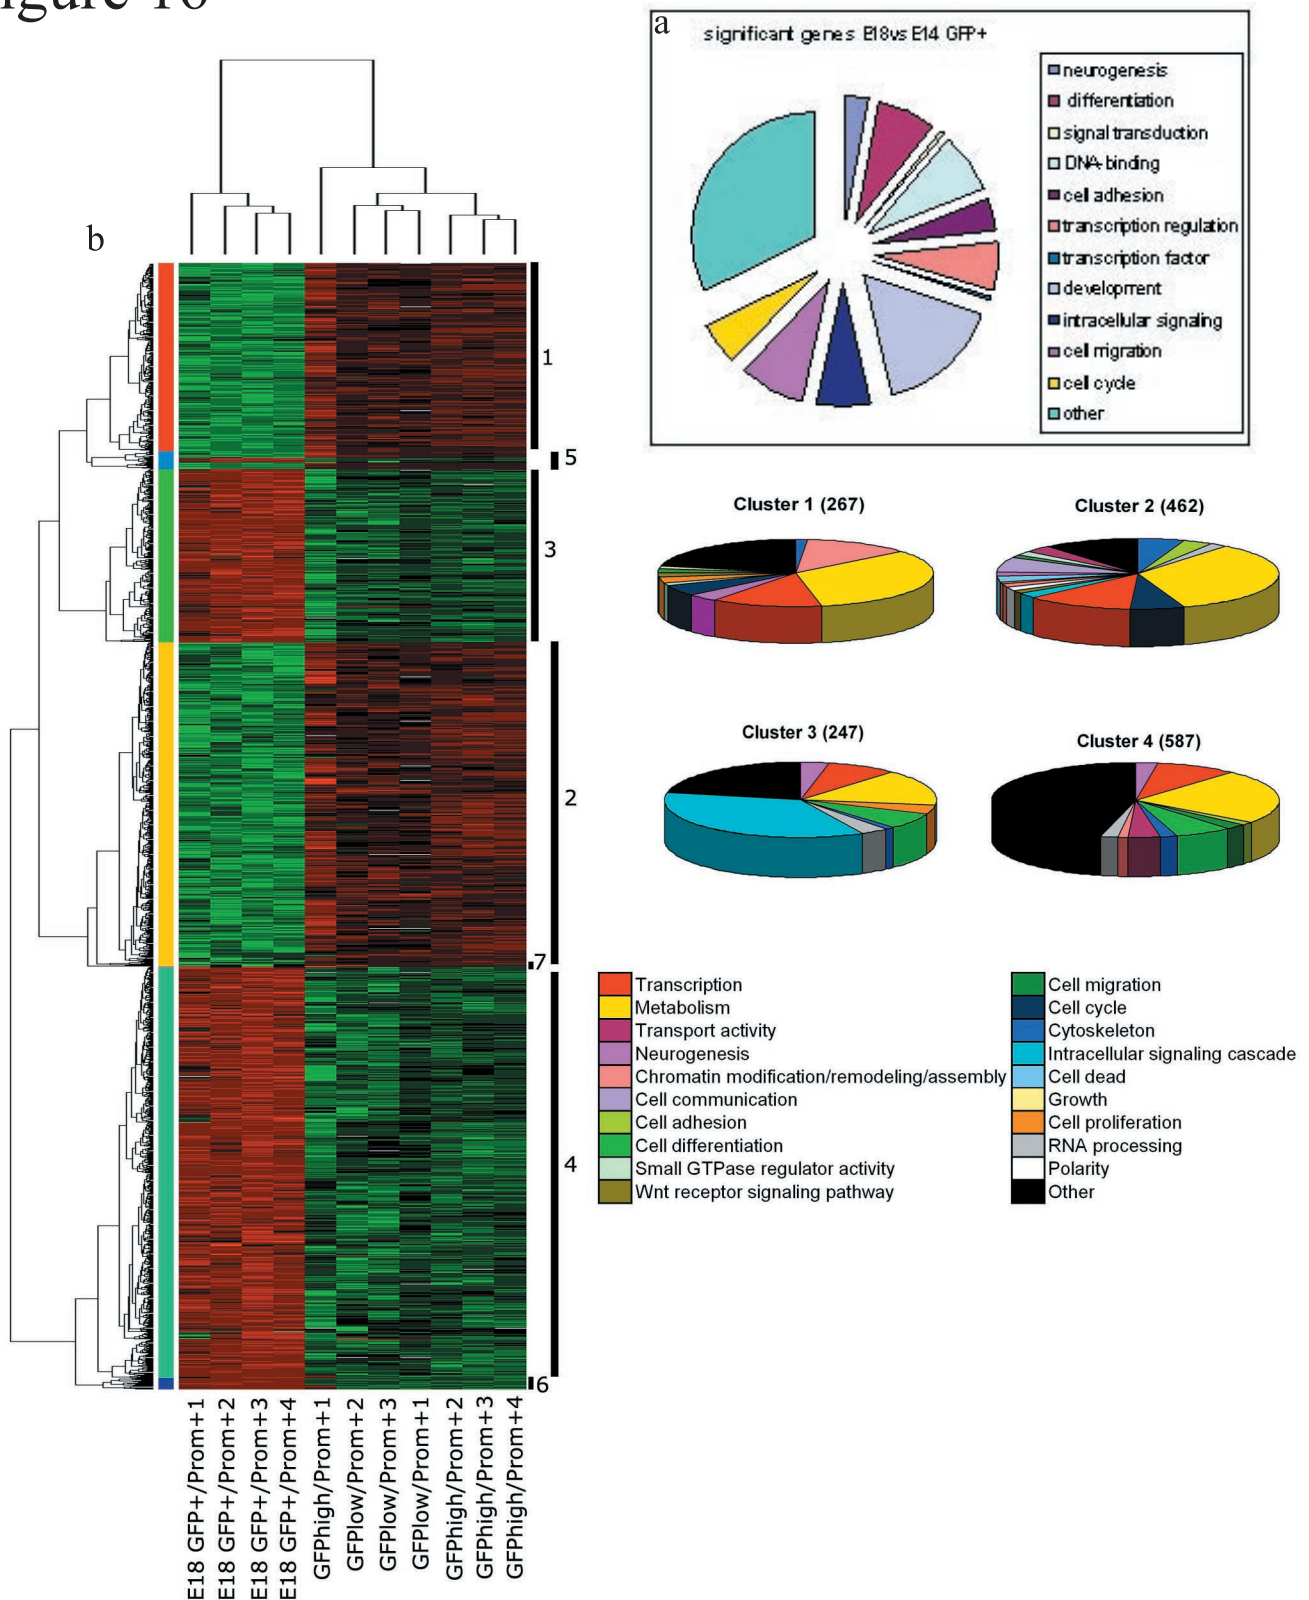 a
significant genes E18vs E14 GFP+
neurogenesis
differentiation
signal transduction
DNA-binding
cell adhesion
transcription regulation
transcription factor
development
intracellular signaling
cell migration
cell cycle
other
b
1
5
3
2
7
4
6
E18 GFP+/Prom+1
E18 GFP+/Prom+2
E18 GFP+/Prom+3
E18 GFP+/Prom+4
GFPhigh/Prom+1
GFPlow/Prom+2
GFPlow/Prom+3
GFPlow/Prom+1
GFPhigh/Prom+2
GFPhigh/Prom+3
GFPhigh/Prom+4
Cluster 1 (267)
Cluster 2 (462)
Cluster 3 (247)
Cluster 4 (587)
Transcription
Metabolism
Transport activity
Neurogenesis
Chromatin modification/remodeling/assembly
Cell communication
Cell adhesion
Cell differentiation
Small GTPase regulator activity
Wnt receptor signaling pathway
Cell migration
Cell cycle
Cytoskeleton
Intracellular signaling cascade
Cell dead
Growth
Cell proliferation
RNA processing
Polarity
Other